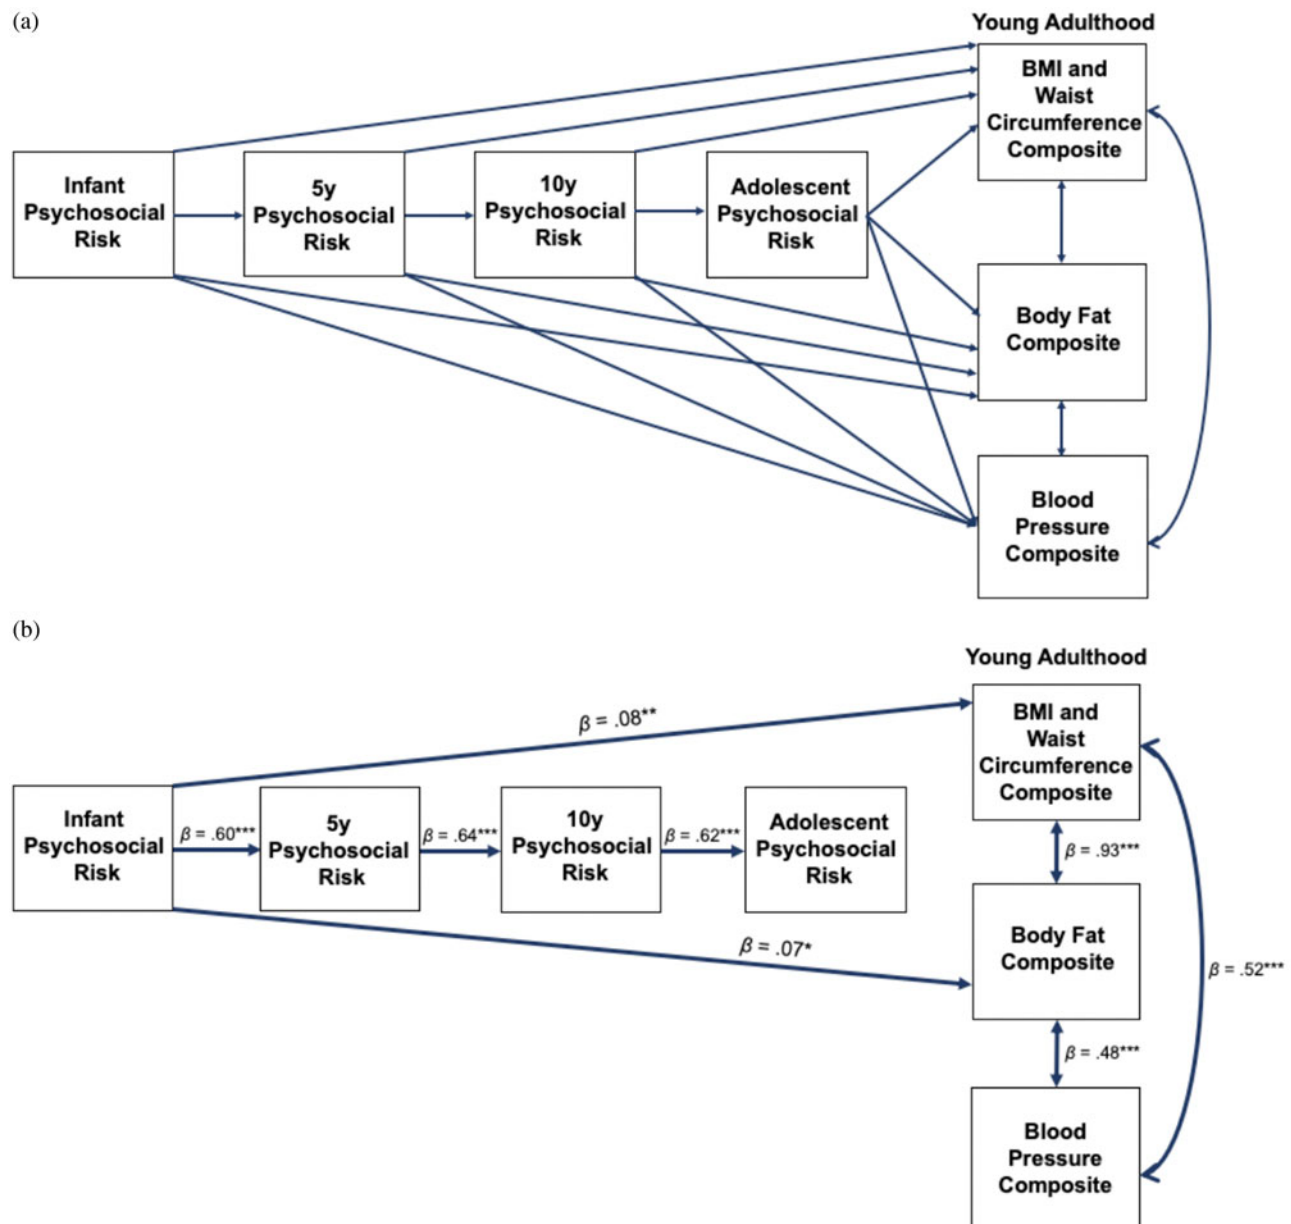 (a)
Young Adulthood
BMI and
Waist
Circumference
Composite
Infant
Psychosocial
Risk
5y
Psychosocial
Risk
10y
Psychosocial
Risk
Adolescent
Psychosocial
Risk
Body Fat
Composite
Blood
Pressure
Composite
(b)
Young Adulthood
β = .08**
BMI and
Waist
Circumference
Composite
Infant
Psychosocial
Risk
β = .60***
5y
Psychosocial
Risk
β = .64***
10y
Psychosocial
Risk
β = .62***
Adolescent
Psychosocial
Risk
β = .93***
β = .07*
Body Fat
Composite
β = .52***
β = .48***
Blood
Pressure
Composite